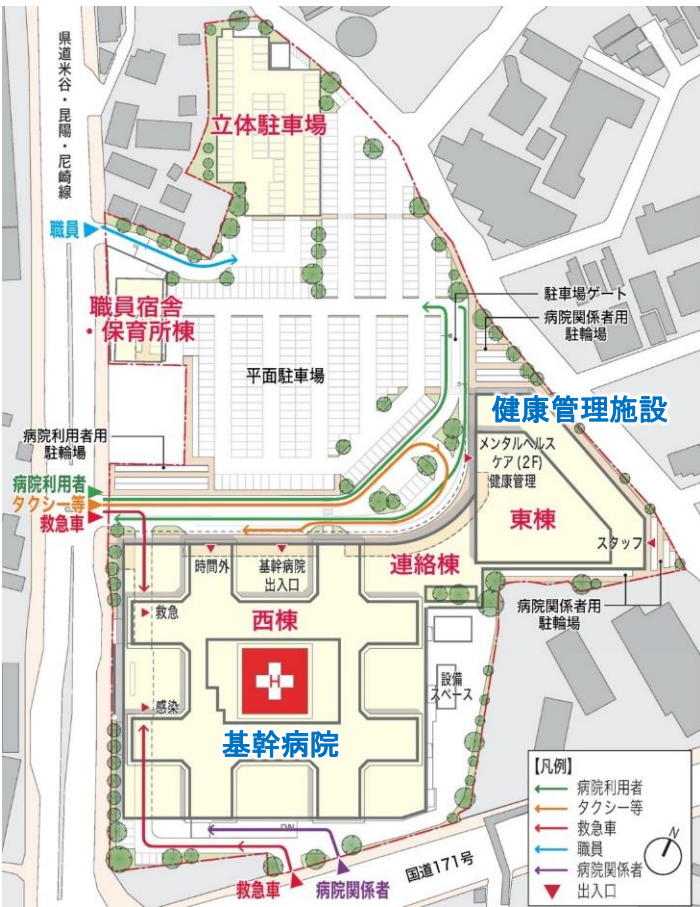 県道米谷・昆陽・尼崎線
立体駐車場
職員
職員宿舎
・保育所棟
駐車場ゲート
病院関係者用
駐輪場
平面駐車場
健康管理施設
病院利用者用
駐輪場
メンタルヘルス
ケア(2F)
健康管理
病院利用者
タクシー等
救急車
東棟
スタッフ
時間外
基幹病院
出入口
連絡棟
病院関係者用
駐輪場
救急
西棟
H
設備
スペース
感染
基幹病院
DN
【凡例】
病院利用者
タクシー等
救急車
職員
病院関係者
出入口
N
国道171号
救急車
病院関係者